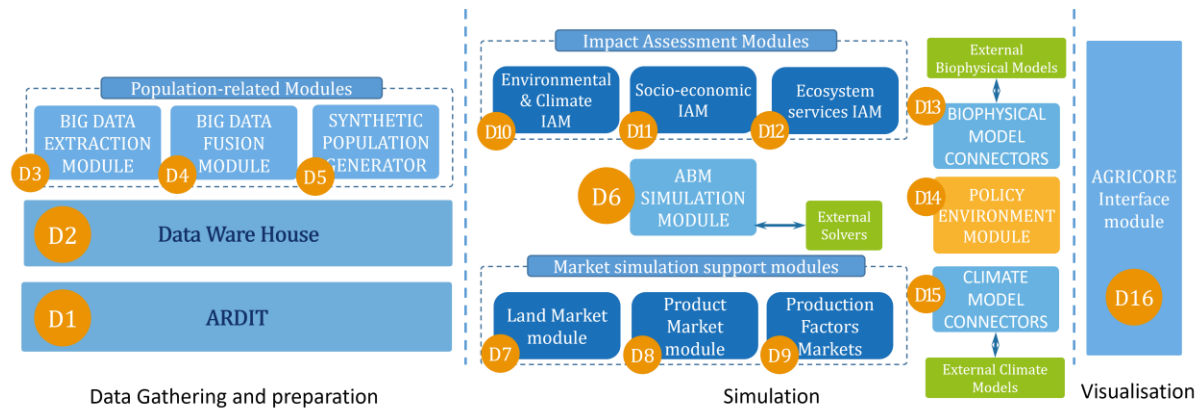 Population-related Modules
BIG DATA
EXTRACTION
MODULE
D3
BIG DATA
FUSION
MODULE
D4
SYNTHETIC
POPULATION
GENERATOR
D5
D2
Data Ware House
D1
ARDIT
Data Gathering and preparation
Impact Assessment Modules
Environmental
& Climate
IAM
D10
Socio-economic
IAM
D11
Ecosystem
services IAM
D12
D6
ABM
SIMULATION
MODULE
External
Solvers
Market simulation support modules
Land Market
module
D7
Product
Market
module
D8
Production
Factors
Markets
D9
External
Biophysical Models
D13
BIOPHYSICAL
MODEL
CONNECTORS
D14
POLICY
ENVIRONMENT
MODULE
D15
CLIMATE
MODEL
CONNECTORS
External Climate
Models
Simulation
AGRICORE
Interface
module
D16
Visualisation